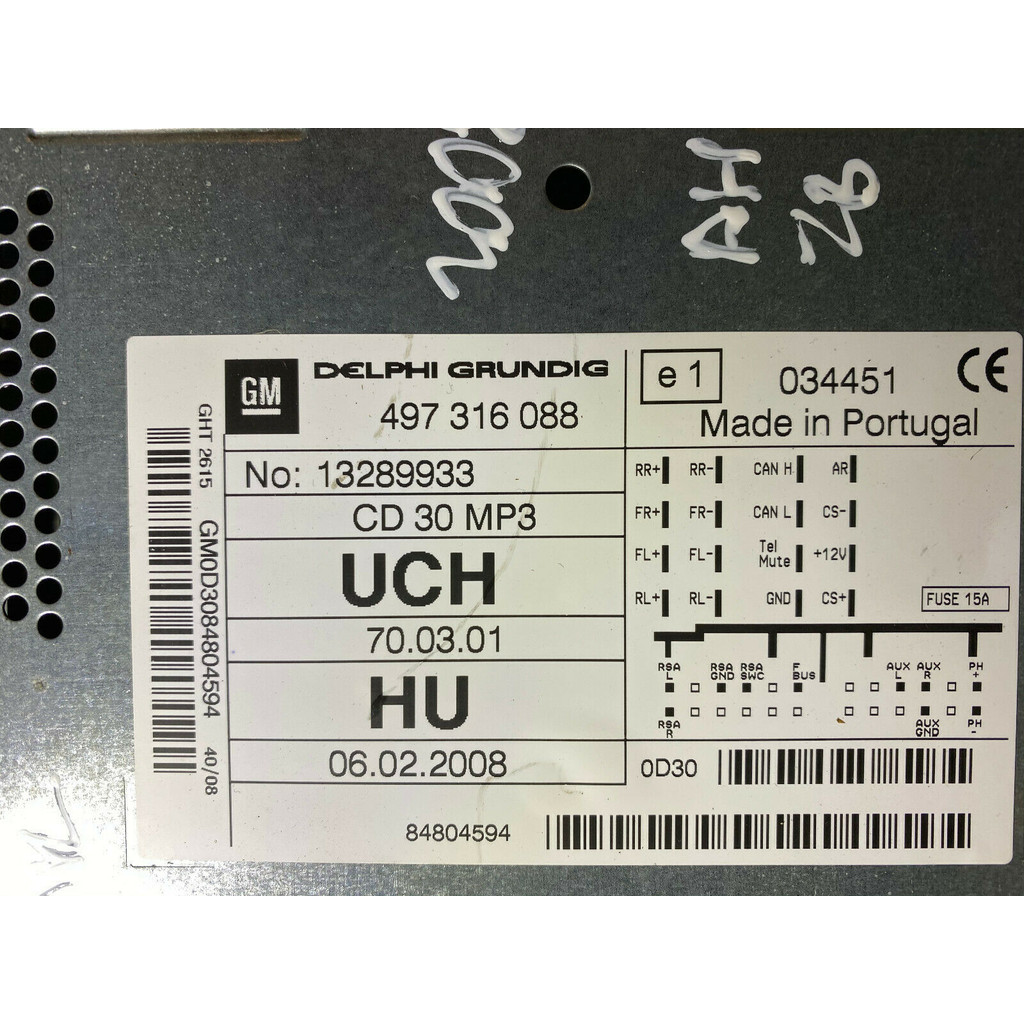 AH
Z8
GM
DELPHI GRUNDIG
497 316 088
No: 13289933
CD 30 MP3
UCH
70.03.01
HU
06.02.2008
84804594
e 1
034451
CE
Made in Portugal
RR+ RR- CAN H AR
FR+ FR- CAN L CS-
FL+ FL- Tel Mute +12V
RL+ RL- GND CS+
FUSE 15A
RSA L RSA GND RSA SWC F BUS AUX L AUX R PH +
RSA R AUX GND PH -
0D30
GHT 2615 GM0D3084804594 40/08